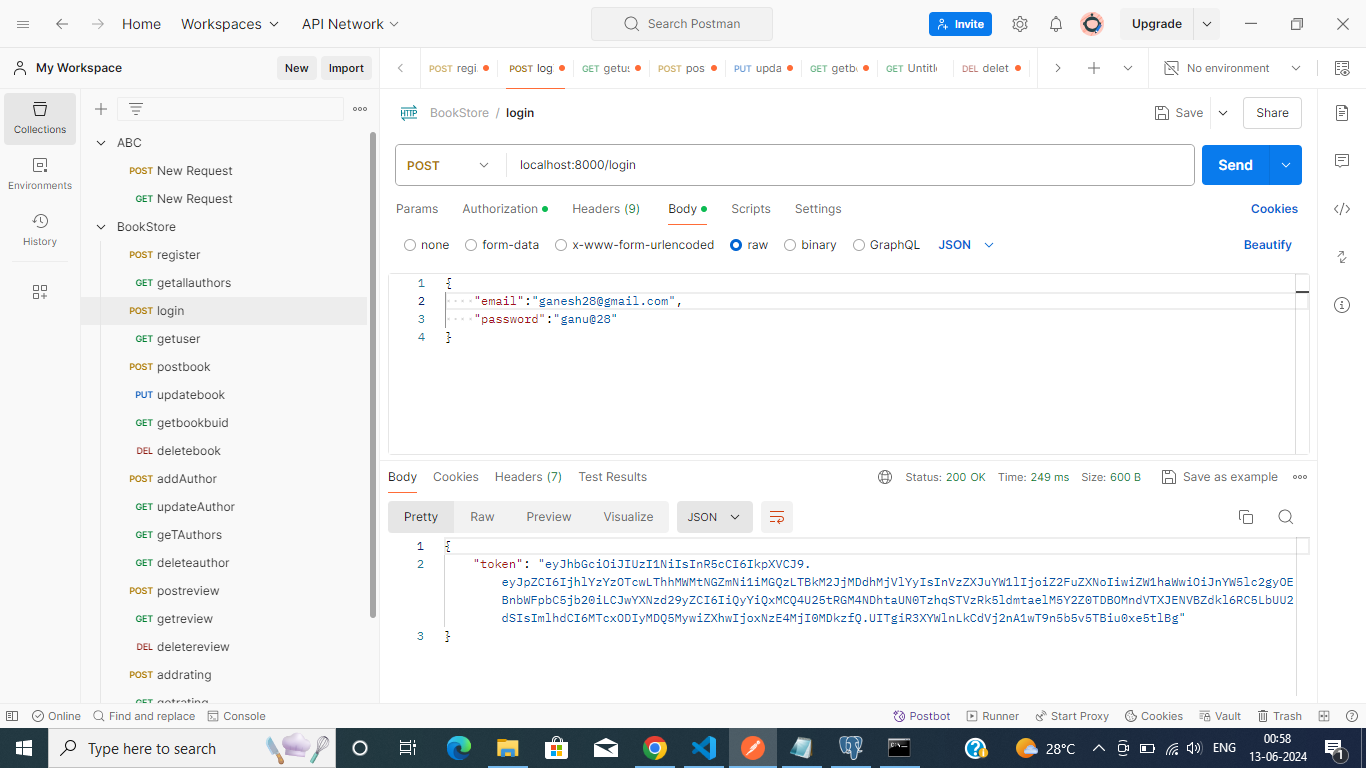 Home
Workspaces
API Network
Search Postman
Invite
Upgrade
My Workspace
New
Import
POST regi
POST log
GET getus
POST pos
PUT upda
GET getb
GET Untitl
DEL delet
No environment
Collections
Environments
History
ABC
POST New Request
GET New Request
BookStore
POST register
GET getallauthors
POST login
GET getuser
POST postbook
PUT updatebook
GET getbookbuid
DEL deletebook
POST addAuthor
GET updateAuthor
GET geTAuthors
GET deleteauthor
POST postreview
GET getreview
DEL deletereview
POST addrating
GET getrating
HTTP BookStore / login
Save
Share
POST
localhost:8000/login
Send
Params
Authorization
Headers (9)
Body
Scripts
Settings
Cookies
none
form-data
x-www-form-urlencoded
raw
binary
GraphQL
JSON
Beautify
1 {
2 "email":"ganesh28@gmail.com",
3 "password":"ganu@28"
4 }
Body
Cookies
Headers (7)
Test Results
Status: 200 OK
Time: 249 ms
Size: 600 B
Save as example
Pretty
Raw
Preview
Visualize
JSON
1 {
2 "token": "eyJhbGciOiJIUzI1NiIsInR5cCI6IkpXVCJ9.
3 }
Online
Find and replace
Console
Postbot
Runner
Start Proxy
Cookies
Vault
Trash
Type here to search
28°C
ENG
00:58
13-06-2024
1